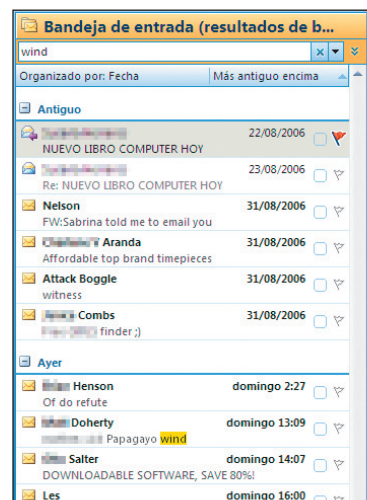 Bandeja de entrada (resultados de b...
wind
Organizado por: Fecha Más antiguo encima
Antiguo
22/08/2006
NUEVO LIBRO COMPUTER HOY
23/08/2006
Re: NUEVO LIBRO COMPUTER HOY
Nelson 31/08/2006
FW:Sabrina told me to email you
Aranda 31/08/2006
Affordable top brand timepieces
Attack Boggle 31/08/2006
witness
Combs 31/08/2006
finder ;)
Ayer
Henson domingo 2:27
Of do refute
Doherty domingo 13:09
Papagayo wind
Salter domingo 14:07
DOWNLOADABLE SOFTWARE, SAVE 80%!
Les domingo 16:00